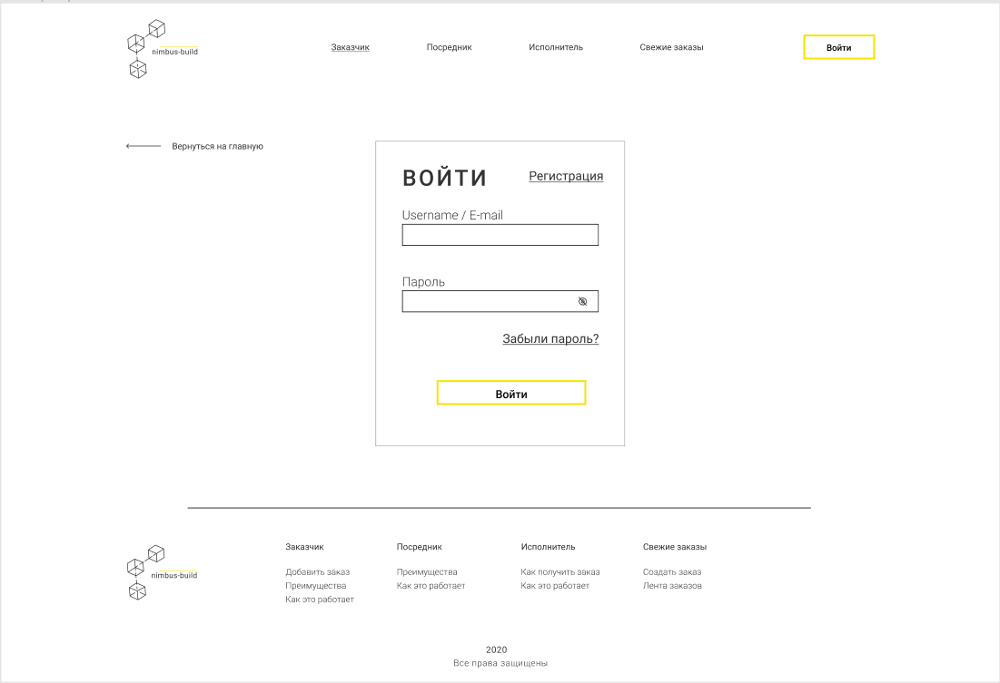 nimbus-build
Заказчик
Посредник
Исполнитель
Свежие заказы
Войти
Вернуться на главную
ВОЙТИ
Регистрация
Username / E-mail
Пароль
Забыли пароль?
Войти
nimbus-build
Заказчик
Добавить заказ
Преимущества
Как это работает
Посредник
Преимущества
Как это работает
Исполнитель
Как получить заказ
Как это работает
Свежие заказы
Создать заказ
Лента заказов
2020
Все права защищены